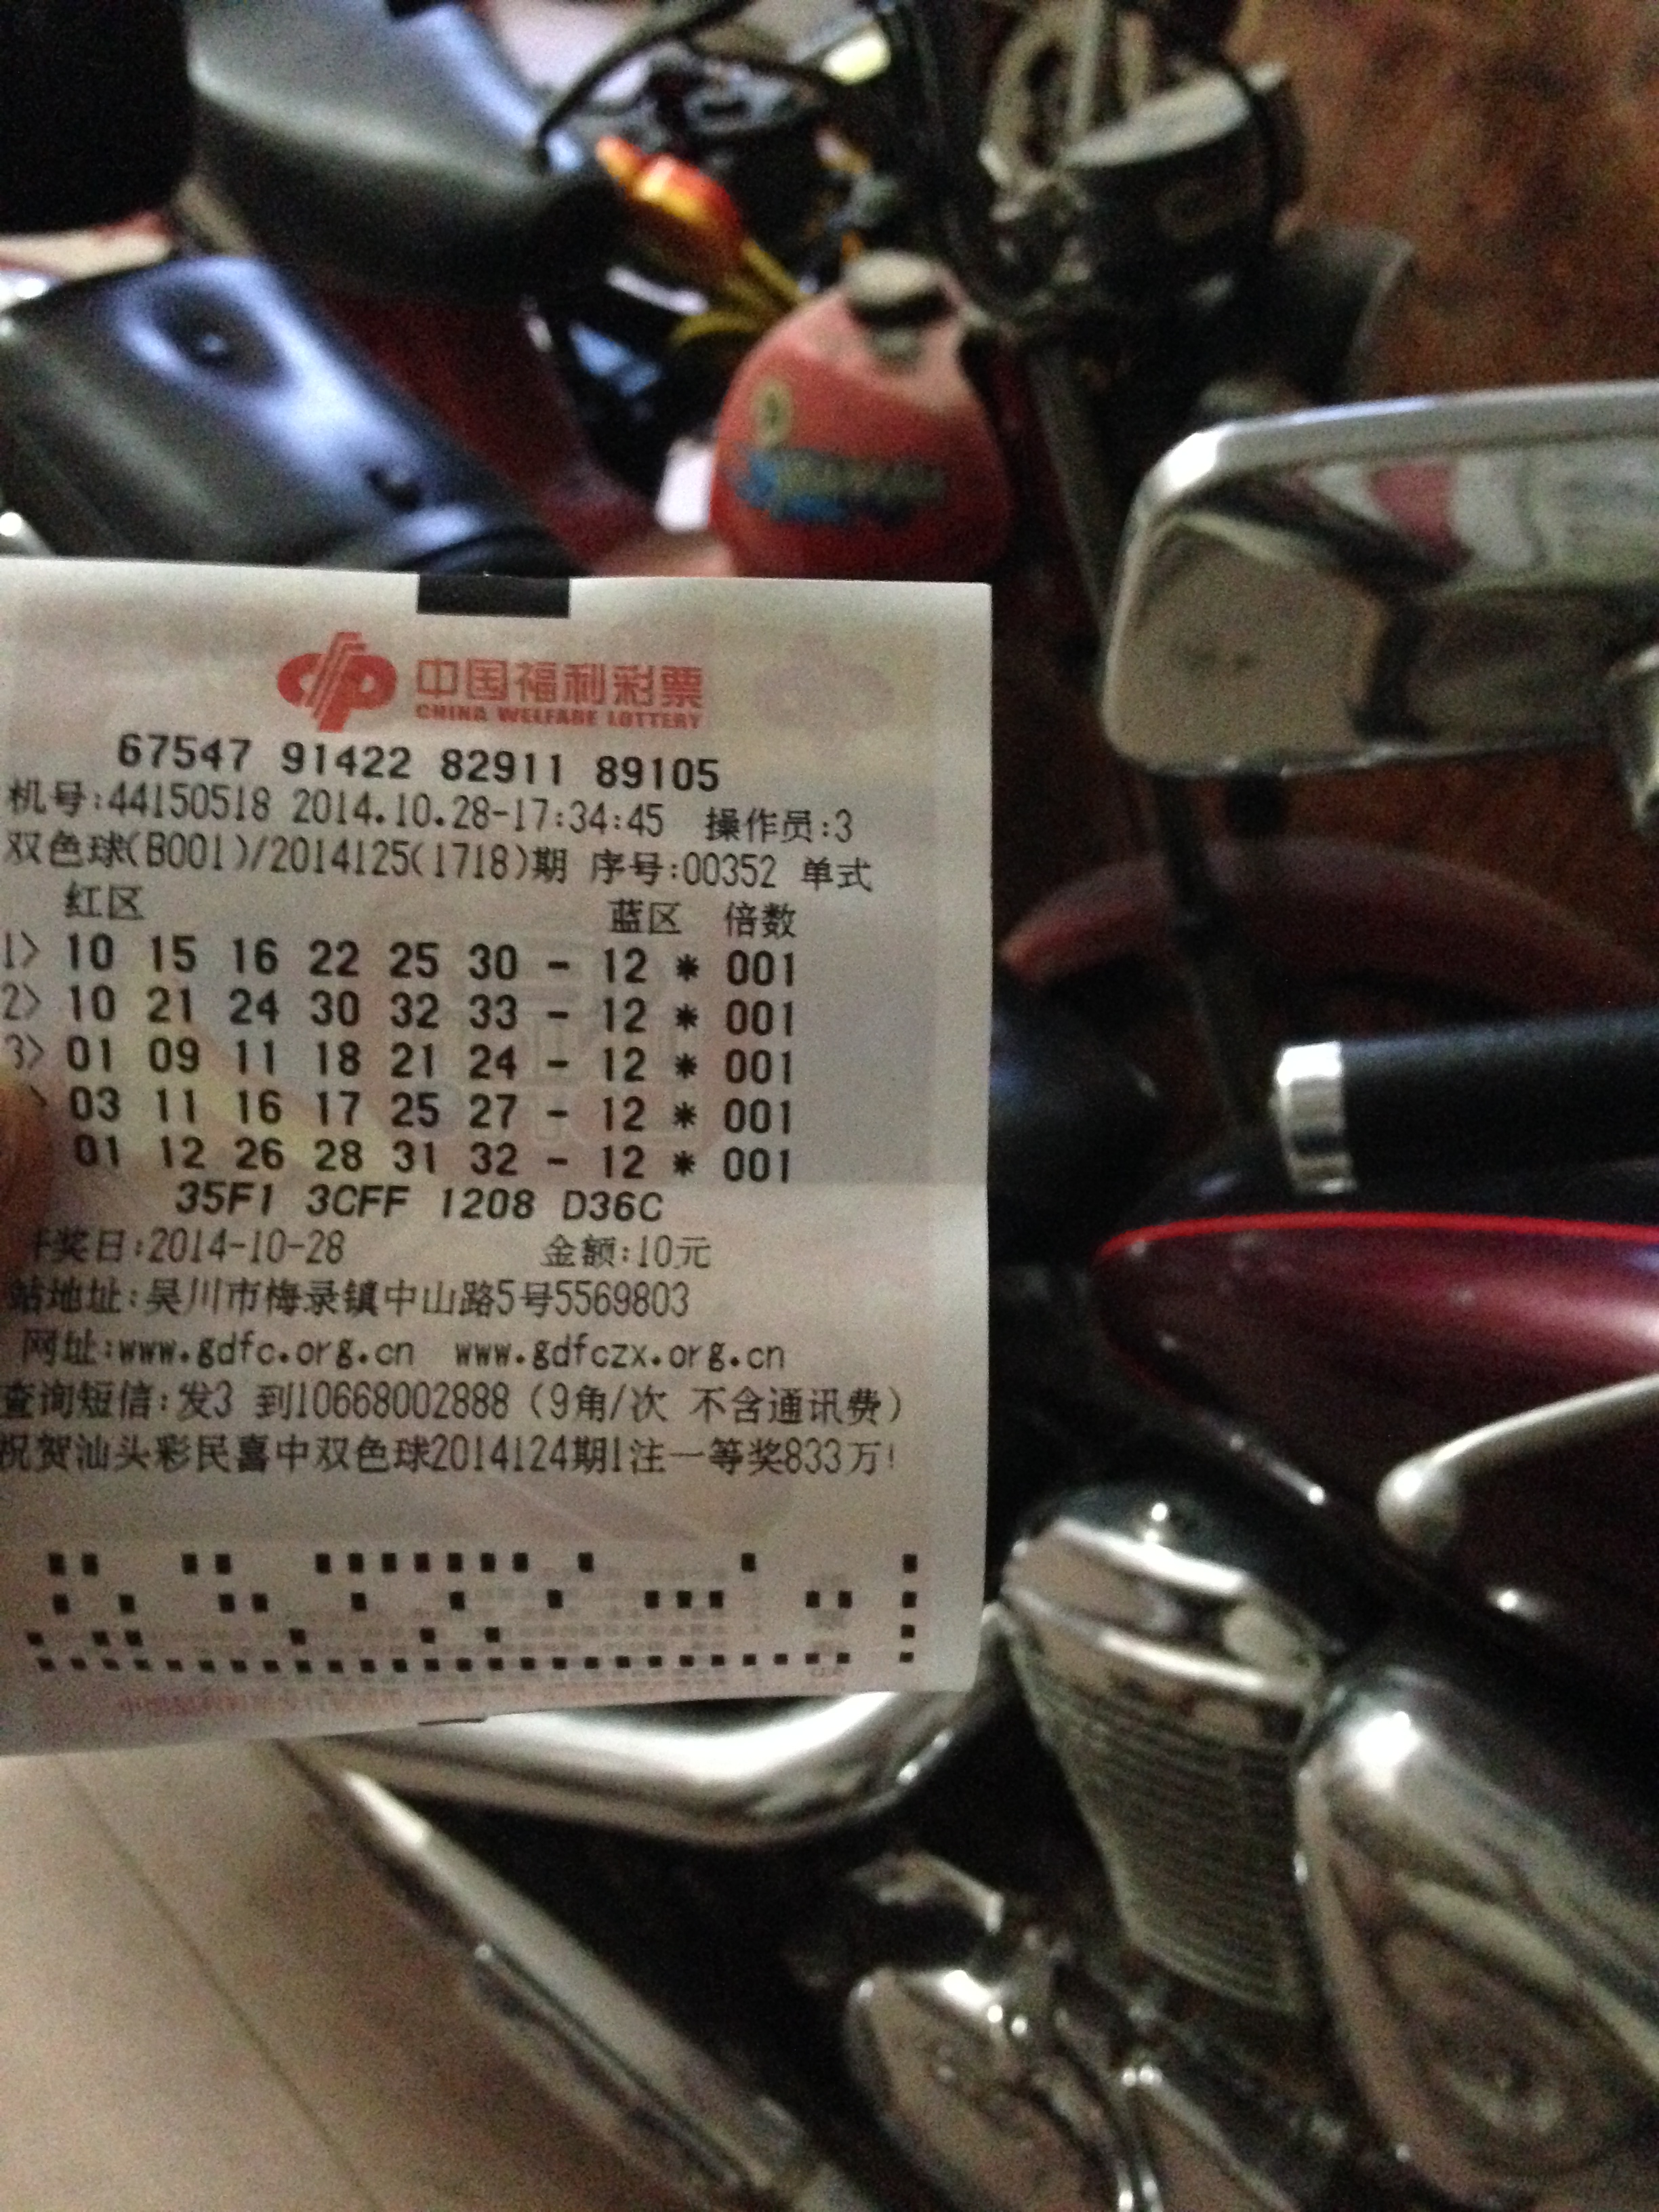 中国福利彩票
CHINA WELFARE LOTTERY
67547 91422 82911 89105
机号:44150518 2014.10.28-17:34:45 操作员:3
双色球(B001)/2014125(1718)期 序号:00352 单式
红区 蓝区 倍数
1> 10 15 16 22 25 30 - 12 * 001
2> 10 21 24 30 32 33 - 12 * 001
3> 01 09 11 18 21 24 - 12 * 001
> 03 11 16 17 25 27 - 12 * 001
01 12 26 28 31 32 - 12 * 001
35F1 3CFF 1208 D36C
开奖日:2014-10-28 金额:10元
站地址:吴川市梅录镇中山路5号5569803
网址:www.gdfc.org.cn www.gdfczx.org.cn
查询短信:发3 到10668002888（9角/次 不含通讯费）
祝贺汕头彩民喜中双色球2014124期1注一等奖833万!